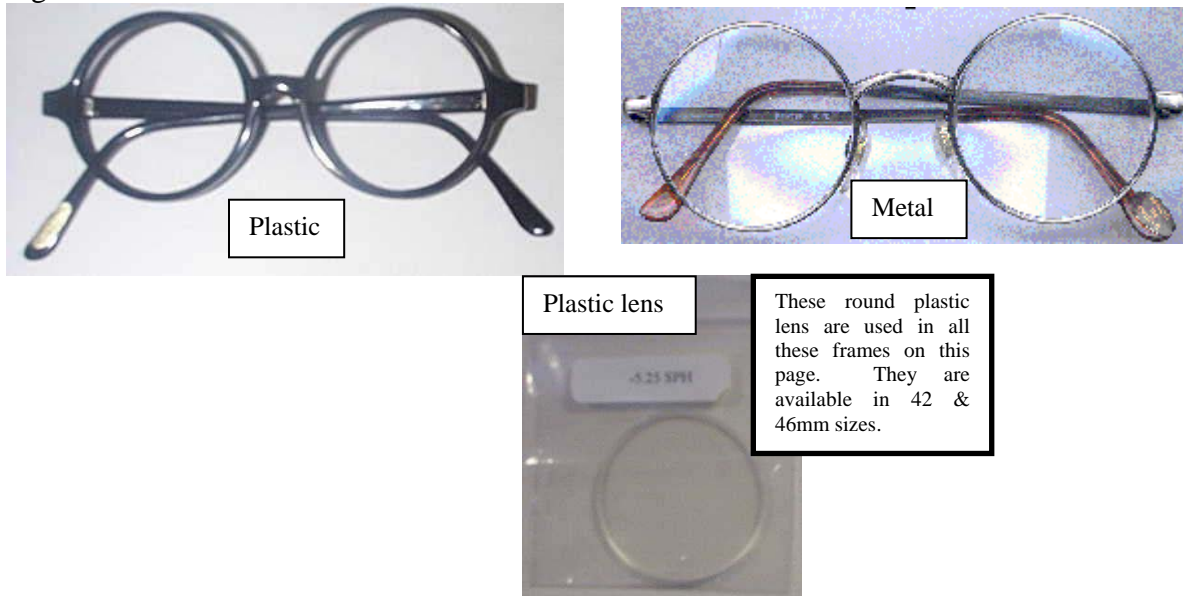 Plastic
Metal
Plastic lens
-5.25 SPH
These round plastic
lens are used in all
these frames on this
page. They are
available in 42 &
46mm sizes.